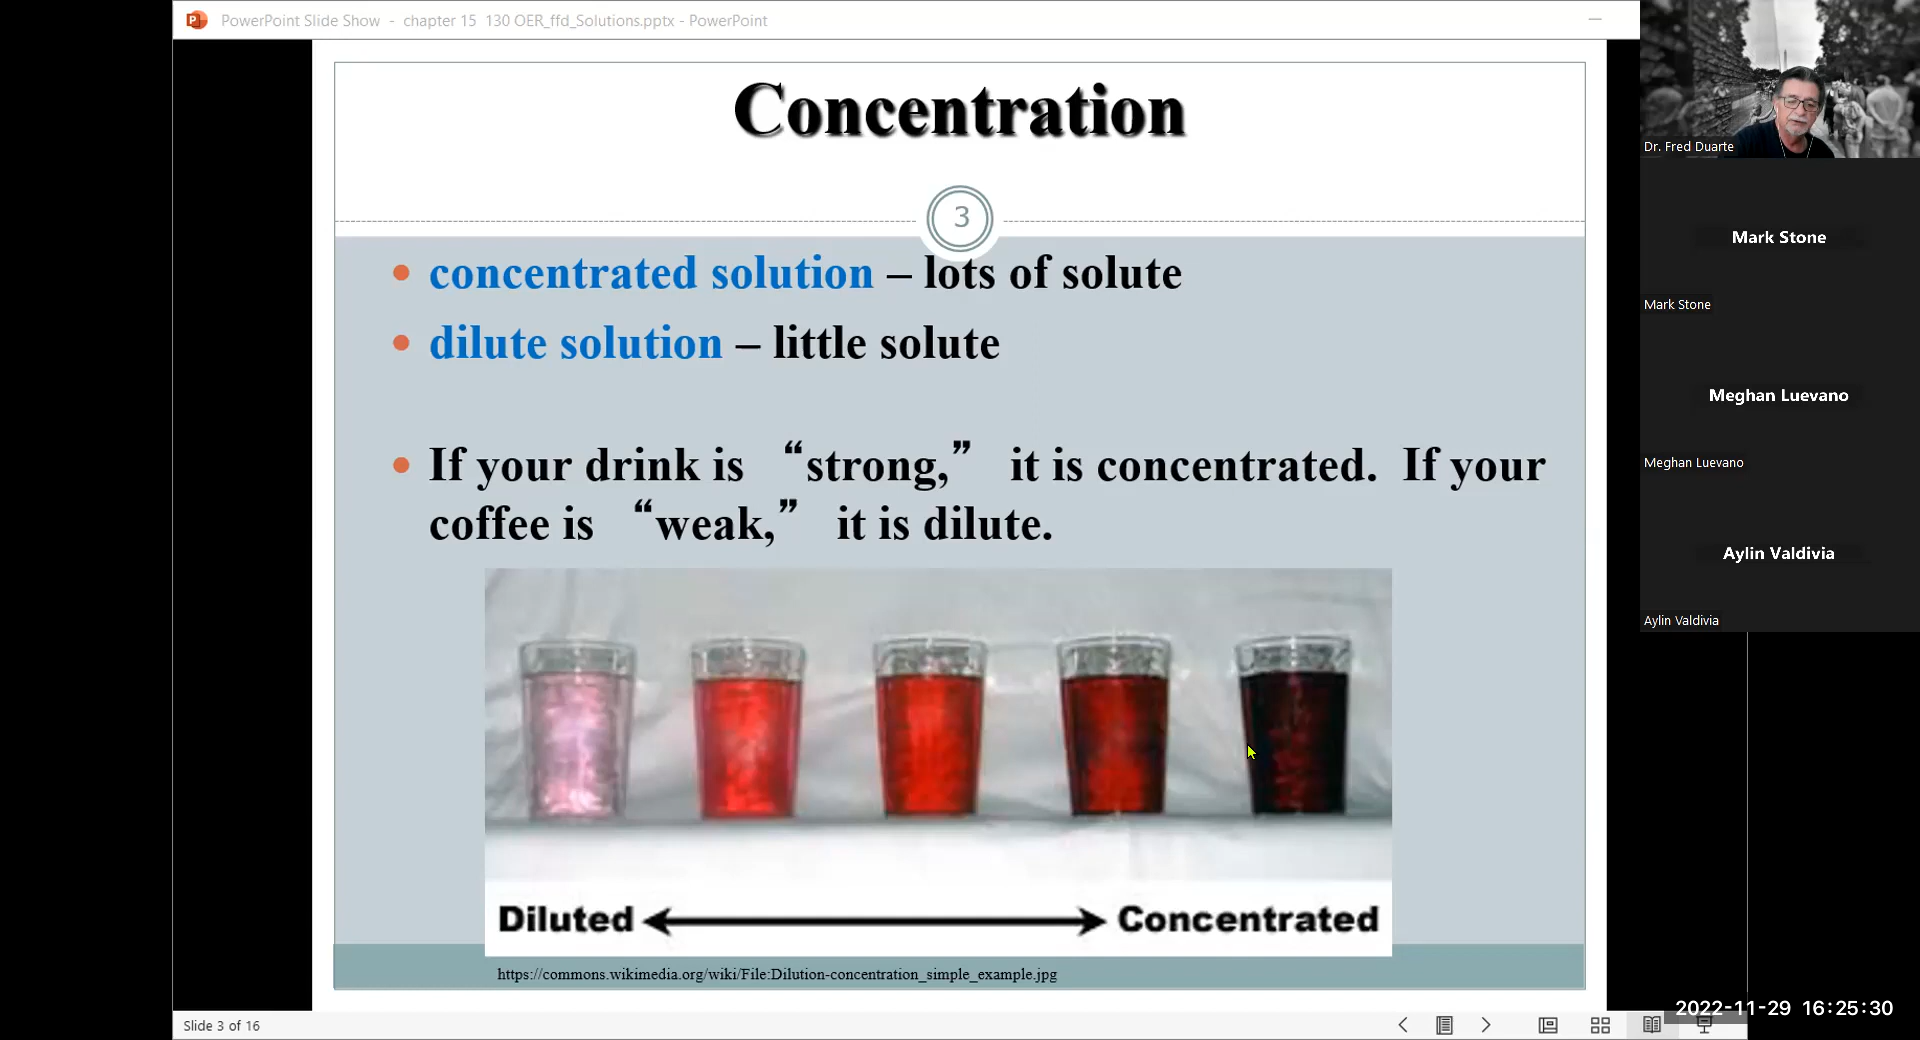 PowerPoint Slide Show - chapter 15 130 OER_ffd_Solutions.pptx - PowerPoint
Concentration
3
• concentrated solution – lots of solute
• dilute solution – little solute
• If your drink is “strong,” it is concentrated. If your
coffee is “weak,” it is dilute.
Diluted
Concentrated
https://commons.wikimedia.org/wiki/File:Dilution-concentration_simple_example.jpg
Slide 3 of 16
Dr. Fred Duarte
Mark Stone
Mark Stone
Meghan Luevano
Meghan Luevano
Aylin Valdivia
Aylin Valdivia
2022-11-29 16:25:30